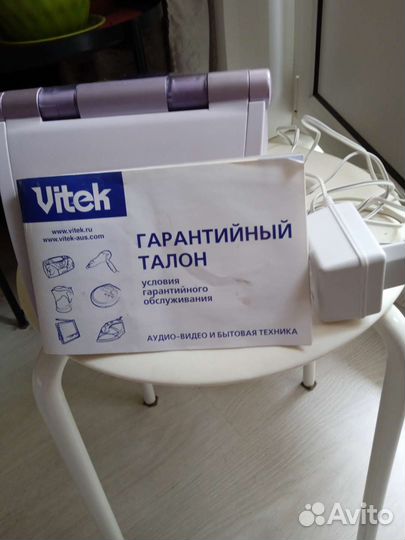 Vitek
www.vitek.ru
www.vitek-aus.com
ГАРАНТИЙНЫЙ
ТАЛОН
условия
гарантийного
обслуживания
АУДИО-ВИДЕО И БЫТОВАЯ ТЕХНИКА
Avito